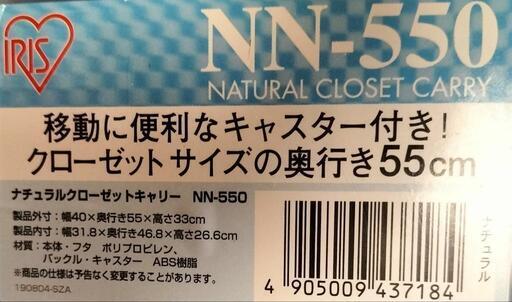 IRIS
NN-550
NATURAL CLOSET CARRY
移動に便利なキャスター付き!
クローゼットサイズの奥行き55cm
ナチュラルクローゼットキャリー NN-550
製品外寸:幅40×奥行き55×高さ33cm
製品内寸:幅31.8×奥行き46.8×高さ26.6cm
材質:本体・フタ ポリプロピレン、
バックル・キャスター ABS樹脂
※商品の仕様は予告なく変更することがあります。
190804-SZA
4 905009 437184
ナチュラル